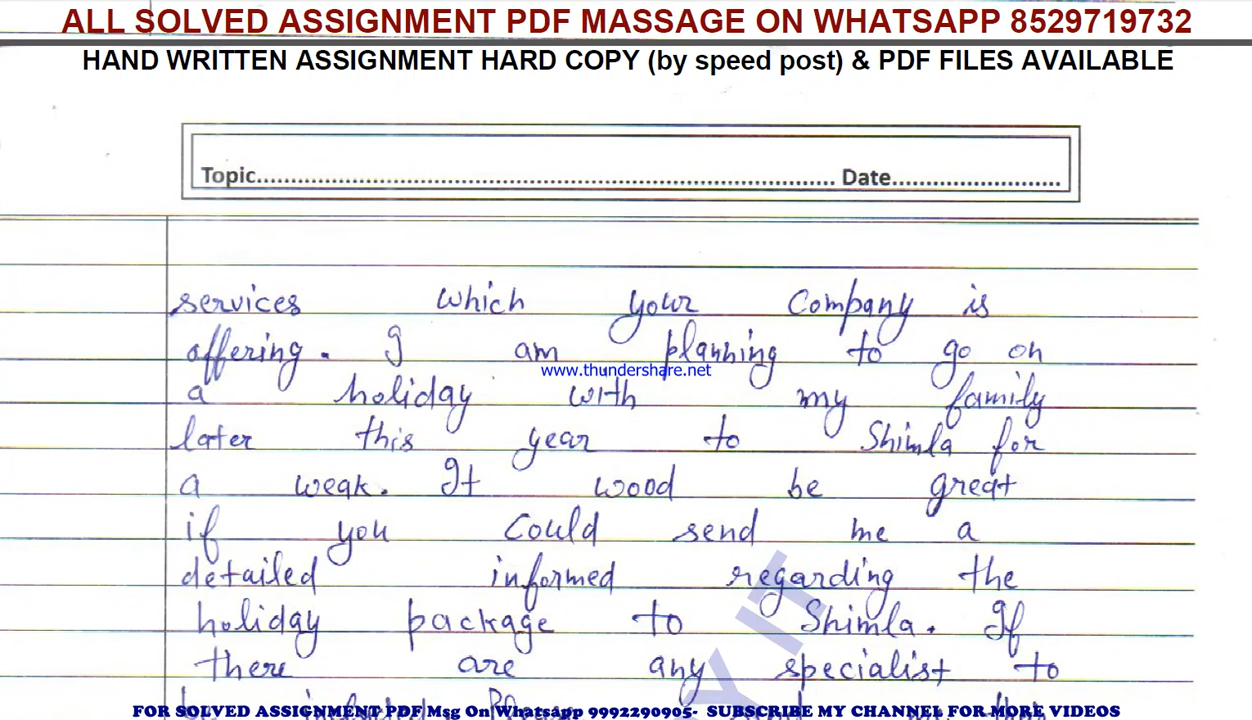 ALL SOLVED ASSIGNMENT PDF MASSAGE ON WHATSAPP 8529719732
HAND WRITTEN ASSIGNMENT HARD COPY (by speed post) & PDF FILES AVAILABLE
Topic.................................................................................... Date.........................
services which your Company is
offering. I am planning to go on
www.thundershare.net
a holiday with my family
later this year to Shimla for
a weak. It wood be great
if you Could send me a
detailed informed regarding the
holiday package to Shimla. If
there are any specialist to
FOR SOLVED ASSIGNMENT PDF Msg On Whatsapp 9992290905- SUBSCRIBE MY CHANNEL FOR MORE VIDEOS